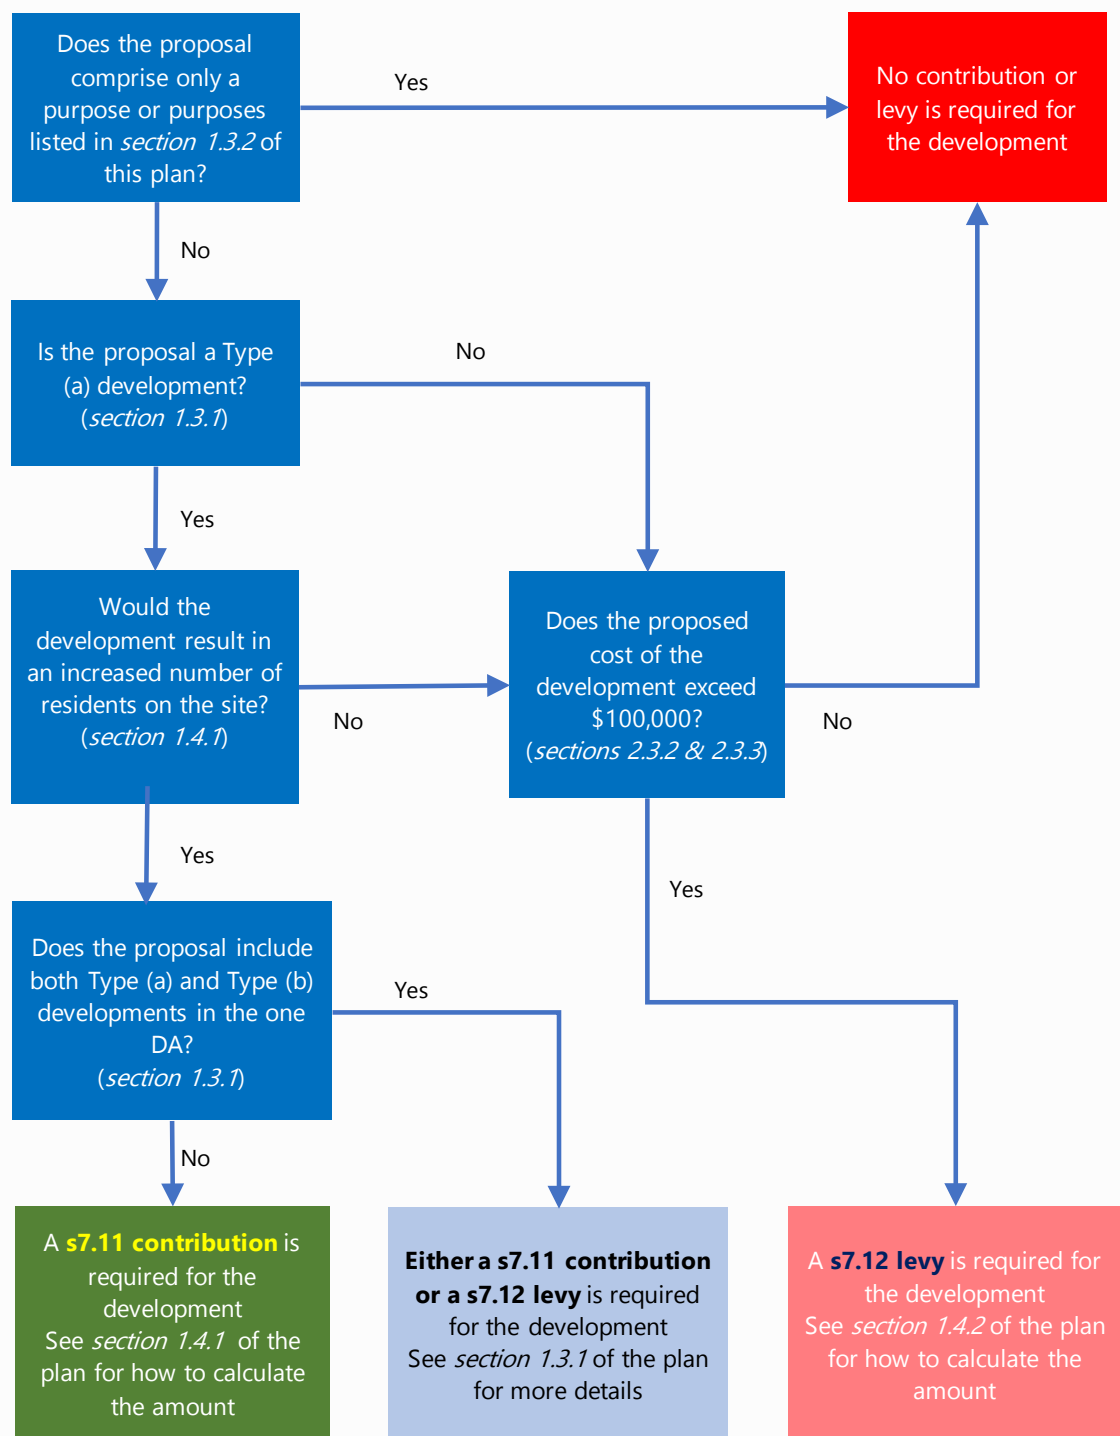 Does the proposal
comprise only a
purpose or purposes
listed in section 1.3.2 of
this plan?
Yes
No contribution or
levy is required for
the development
No
Is the proposal a Type
(a) development?
(section 1.3.1)
No
Yes
Would the
development result in
an increased number of
residents on the site?
(section 1.4.1)
No
Does the proposed
cost of the
development exceed
$100,000?
(sections 2.3.2 & 2.3.3)
No
Yes
Yes
Does the proposal include
both Type (a) and Type (b)
developments in the one
DA?
(section 1.3.1)
Yes
No
A s7.11 contribution is
required for the
development
See section 1.4.1 of the
plan for how to calculate
the amount
Either a s7.11 contribution
or a s7.12 levy is required
for the development
See section 1.3.1 of the plan
for more details
A s7.12 levy is required for
the development
See section 1.4.2 of the plan
for how to calculate the
amount